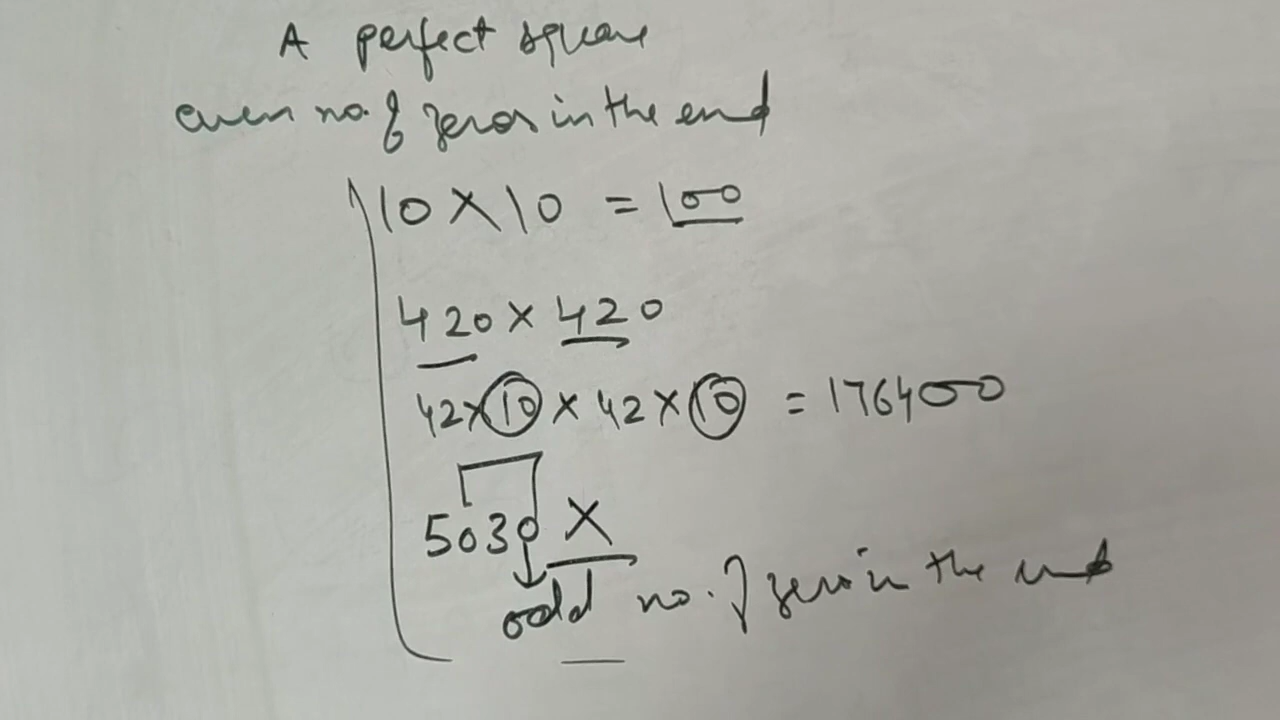 A perfect square
even no. of zeros in the end
10 × 10 = 100
420 × 420
42 × 10 × 42 × 10 = 176400
5030 ×
odd no. of zeros in the end